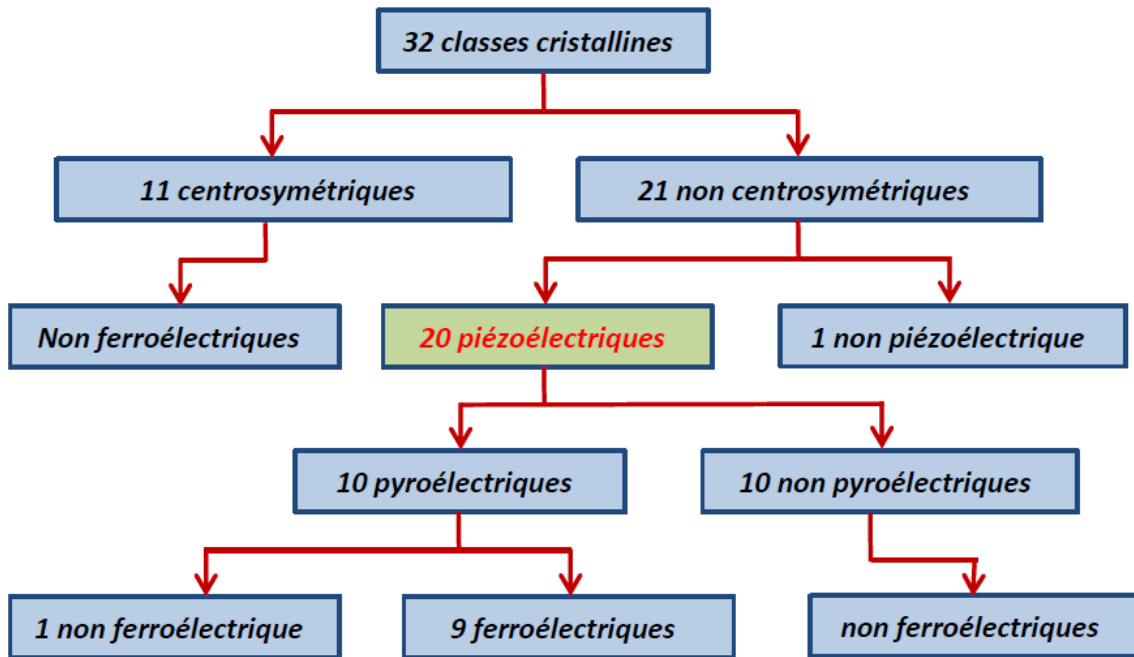 32 classes cristallines
11 centrosymétriques
21 non centrosymétriques
Non ferroélectriques
20 piézoélectriques
1 non piézoélectrique
10 pyroélectriques
10 non pyroélectriques
1 non ferroélectrique
9 ferroélectriques
non ferroélectriques